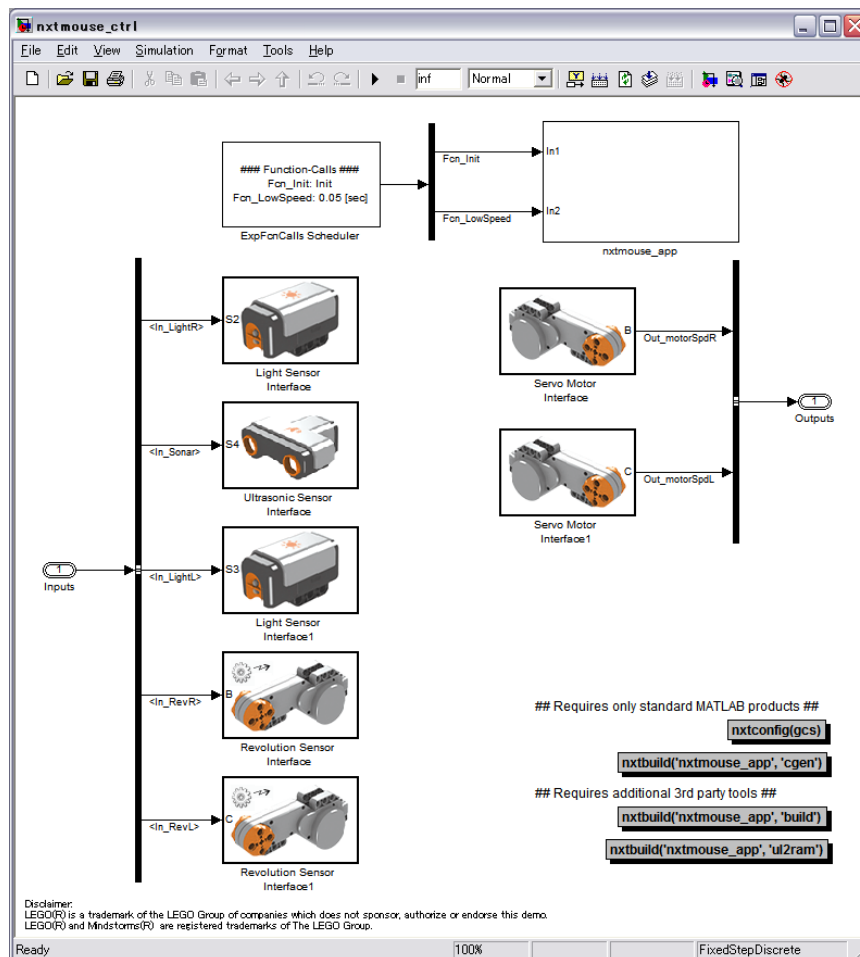 nxtmouse_ctrl
File Edit View Simulation Format Tools Help
inf Normal
### Function-Calls ###
Fcn_Init: Init
Fcn_LowSpeed: 0.05 [sec]
ExpFcnCalls Scheduler
Fcn_Init
Fcn_LowSpeed
In1
In2
nxtmouse_app
<In_LightR>
S2
Light Sensor
Interface
<In_Sonar>
S4
Ultrasonic Sensor
Interface
1
Inputs
<In_LightL>
S3
Light Sensor
Interface1
<In_RevR>
B
Revolution Sensor
Interface
<In_RevL>
C
Revolution Sensor
Interface1
B
Out_motorSpdR
Servo Motor
Interface
C
Out_motorSpdL
Servo Motor
Interface1
1
Outputs
## Requires only standard MATLAB products ##
nxtconfig(gcs)
nxtbuild('nxtmouse_app', 'cgen')
## Requires additional 3rd party tools ##
nxtbuild('nxtmouse_app', 'build')
nxtbuild('nxtmouse_app', 'ul2ram')
Disclaimer:
LEGO(R) is a trademark of the LEGO Group of companies which does not sponsor, authorize or endorse this demo.
LEGO(R) and Mindstorms(R) are registered trademarks of The LEGO Group.
Ready 100% FixedStepDiscrete